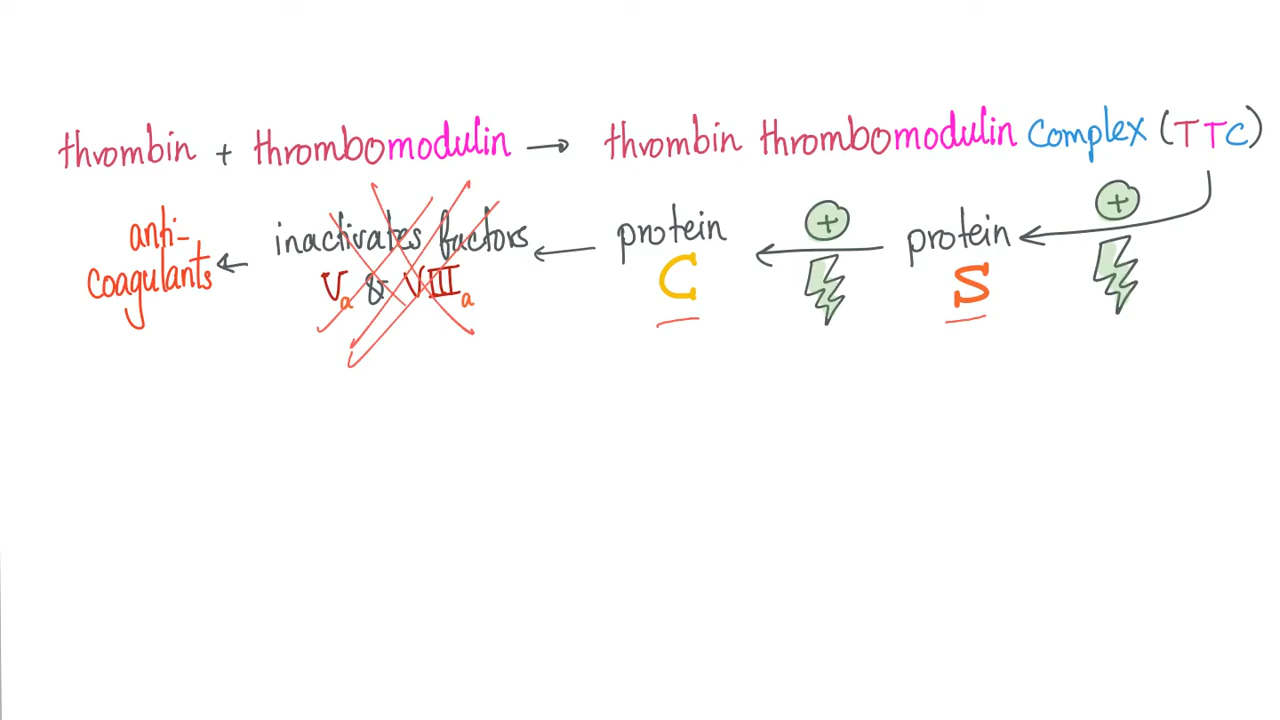 thrombin + thrombomodulin → thrombin thrombomodulin Complex (TTC)
anti-coagulants ← inactivates factors Va & VIIIa ← protein C ← + protein S ← +